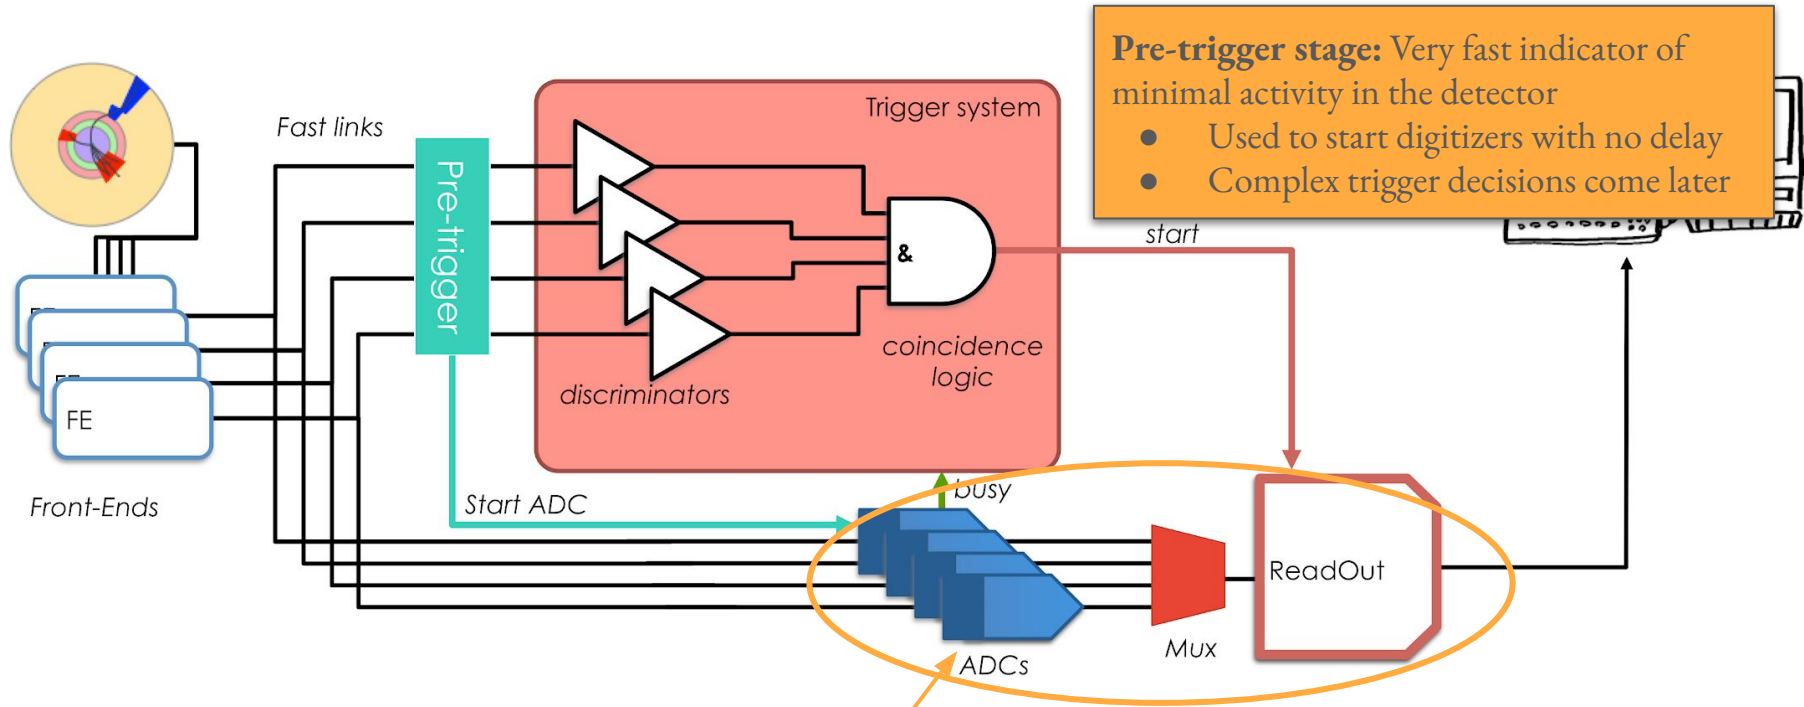 Pre-trigger stage: Very fast indicator of
minimal activity in the detector
● Used to start digitizers with no delay
● Complex trigger decisions come later
Trigger system
Fast links
Pre-trigger
&
start
coincidence
logic
discriminators
FE
Front-Ends
Start ADC
busy
ReadOut
Mux
ADCs